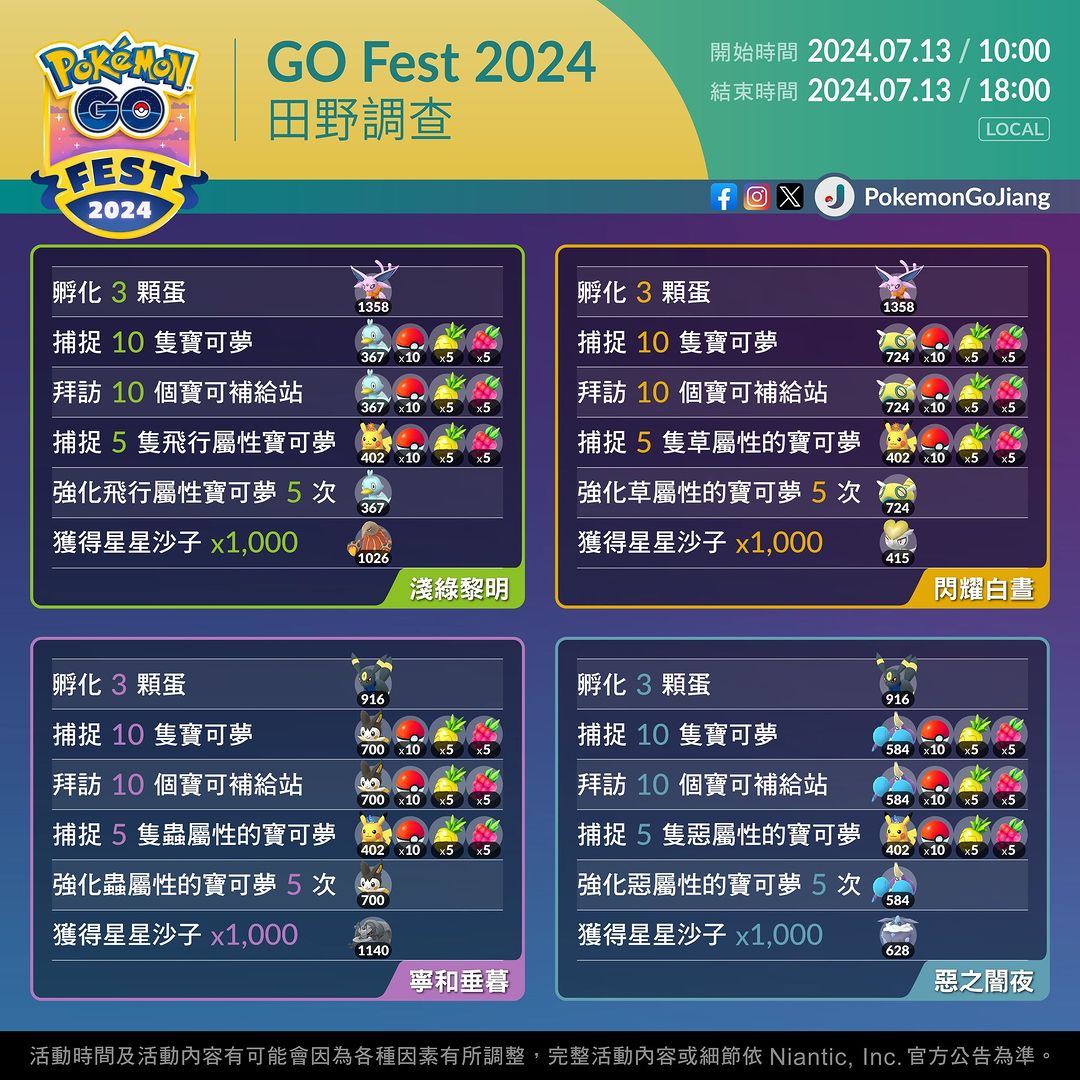 POKÉMON
GO
FEST
2024
GO Fest 2024
田野調查
開始時間 2024.07.13 / 10:00
結束時間 2024.07.13 / 18:00
LOCAL
PokemonGoJiang
孵化 3 顆蛋 1358
捕捉 10 隻寶可夢 367 x10 x5 x5
拜訪 10 個寶可補給站 367 x10 x5 x5
捕捉 5 隻飛行屬性寶可夢 402 x10 x5 x5
強化飛行屬性寶可夢 5 次 367
獲得星星沙子 x1,000 1026
淺綠黎明
孵化 3 顆蛋 1358
捕捉 10 隻寶可夢 724 x10 x5 x5
拜訪 10 個寶可補給站 724 x10 x5 x5
捕捉 5 隻草屬性的寶可夢 402 x10 x5 x5
強化草屬性的寶可夢 5 次 724
獲得星星沙子 x1,000 415
閃耀白晝
孵化 3 顆蛋 916
捕捉 10 隻寶可夢 700 x10 x5 x5
拜訪 10 個寶可補給站 700 x10 x5 x5
捕捉 5 隻蟲屬性的寶可夢 402 x10 x5 x5
強化蟲屬性的寶可夢 5 次 700
獲得星星沙子 x1,000 1140
寧和垂暮
孵化 3 顆蛋 916
捕捉 10 隻寶可夢 584 x10 x5 x5
拜訪 10 個寶可補給站 584 x10 x5 x5
捕捉 5 隻惡屬性的寶可夢 402 x10 x5 x5
強化惡屬性的寶可夢 5 次 584
獲得星星沙子 x1,000 628
惡之闇夜
活動時間及活動內容有可能會因為各種因素有所調整，完整活動內容或細節依 Niantic, Inc. 官方公告為準。